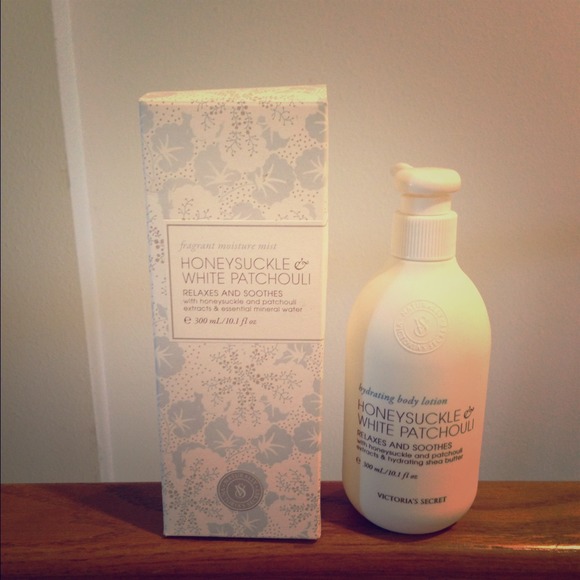 fragrant moisture mist
HONEYSUCKLE &
WHITE PATCHOULI
RELAXES AND SOOTHES
with honeysuckle and patchouli
extracts & essential mineral water
℮ 300 mL/10.1 fl oz
hydrating body lotion
HONEYSUCKLE &
WHITE PATCHOULI
RELAXES AND SOOTHES
with honeysuckle and patchouli
extracts & hydrating shea butter
℮ 300 mL/10.1 fl oz
VICTORIA'S SECRET